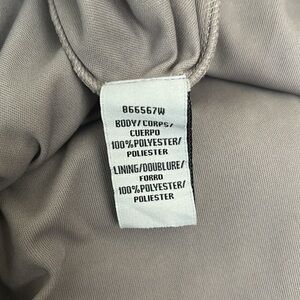 866567W
BODY/CORPS/
CUERPO
100%POLYESTER/
POLIESTER
LINING/DOUBLURE/
FORRO
100%POLYESTER/
POLIESTER